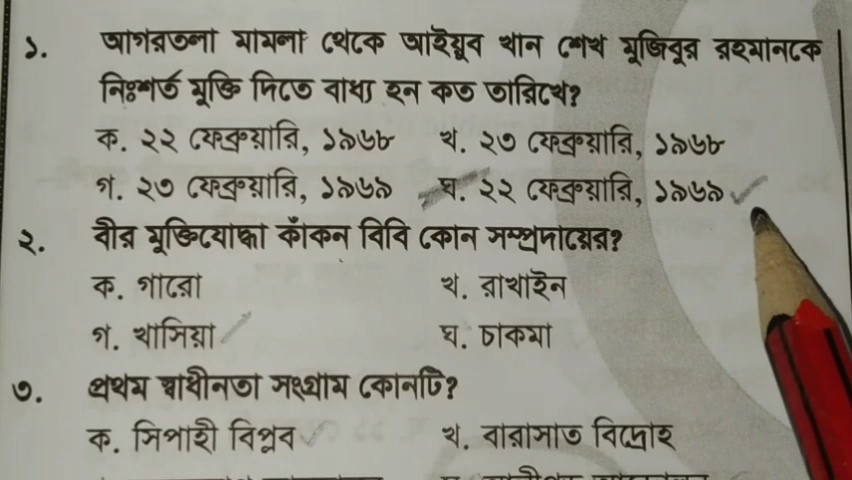 ১. আগরতলা মামলা থেকে আইয়ুব খান শেখ মুজিবুর রহমানকে
নিঃশর্ত মুক্তি দিতে বাধ্য হন কত তারিখে?
ক. ২২ ফেব্রুয়ারি, ১৯৬৮ খ. ২৩ ফেব্রুয়ারি, ১৯৬৮
গ. ২৩ ফেব্রুয়ারি, ১৯৬৯ ঘ. ২২ ফেব্রুয়ারি, ১৯৬৯
২. বীর মুক্তিযোদ্ধা কাঁকন বিবি কোন সম্প্রদায়ের?
ক. গারো খ. রাখাইন
গ. খাসিয়া ঘ. চাকমা
৩. প্রথম স্বাধীনতা সংগ্রাম কোনটি?
ক. সিপাহী বিপ্লব খ. বারাসাত বিদ্রোহ